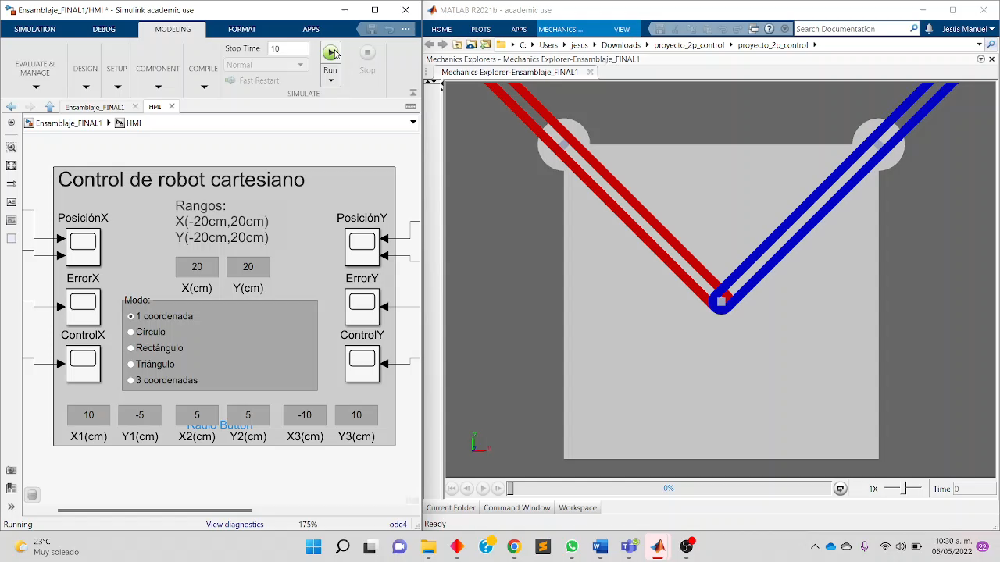 Ensamblaje_FINAL1/HMI * - Simulink academic use
SIMULATION DEBUG MODELING FORMAT APPS
EVALUATE & MANAGE
DESIGN
SETUP
COMPONENT
COMPILE
Stop Time 10
Normal
Fast Restart
Run
Stop
SIMULATE
Ensamblaje_FINAL1 HMI
Ensamblaje_FINAL1 HMI
Control de robot cartesiano
Rangos:
X(-20cm,20cm)
Y(-20cm,20cm)
PosiciónX
PosiciónY
20 20
X(cm) Y(cm)
ErrorX
ErrorY
Modo:
1 coordenada
Círculo
Rectángulo
Triángulo
3 coordenadas
ControlX
ControlY
10 -5 5 5 -10 10
Radio Button
X1(cm) Y1(cm) X2(cm) Y2(cm) X3(cm) Y3(cm)
Running View diagnostics 175% ode4
MATLAB R2021b - academic use
HOME PLOTS APPS MECHANICS ... VIEW
Search Documentation
Jesús Manuel
C: Users jesus Downloads proyecto_2p_control proyecto_2p_control
Mechanics Explorers - Mechanics Explorer-Ensamblaje_FINAL1
Mechanics Explorer-Ensamblaje_FINAL1
0%
1X
Time 0
Current Folder Command Window Workspace
Ready
23°C
Muy soleado
10:30 a. m.
06/05/2022
22